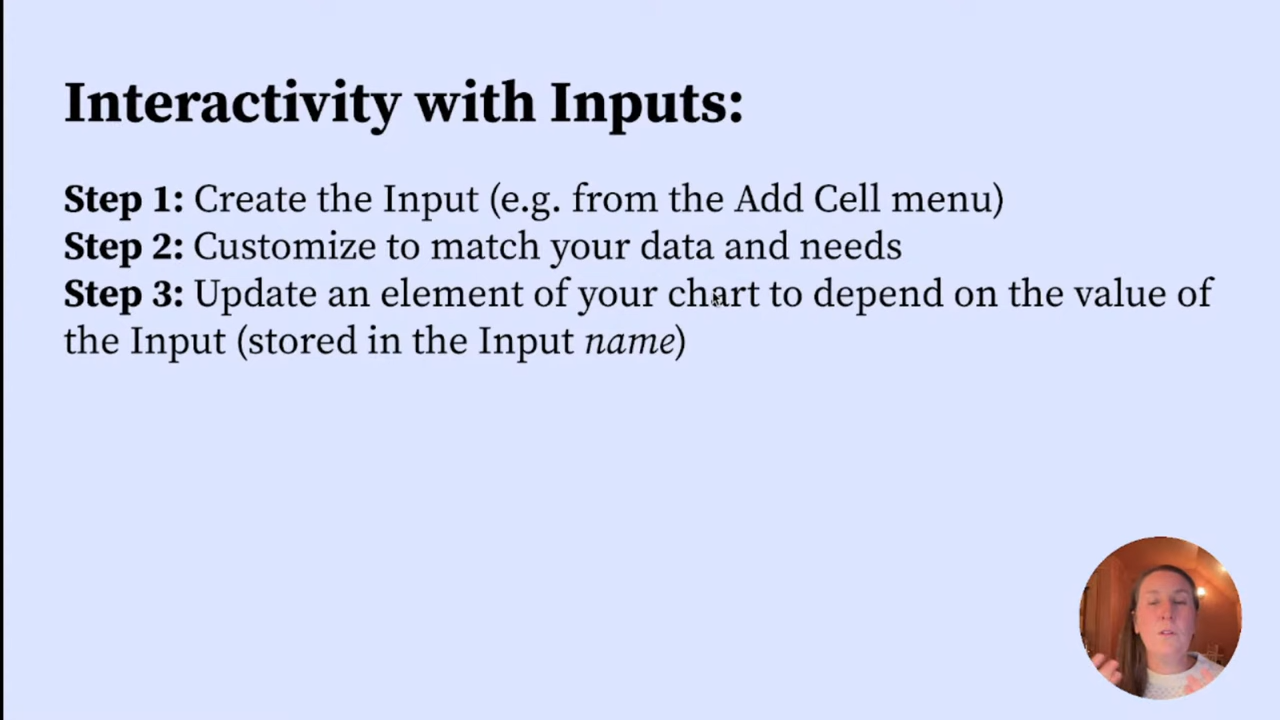 Interactivity with Inputs:
Step 1: Create the Input (e.g. from the Add Cell menu)
Step 2: Customize to match your data and needs
Step 3: Update an element of your chart to depend on the value of
the Input (stored in the Input name)